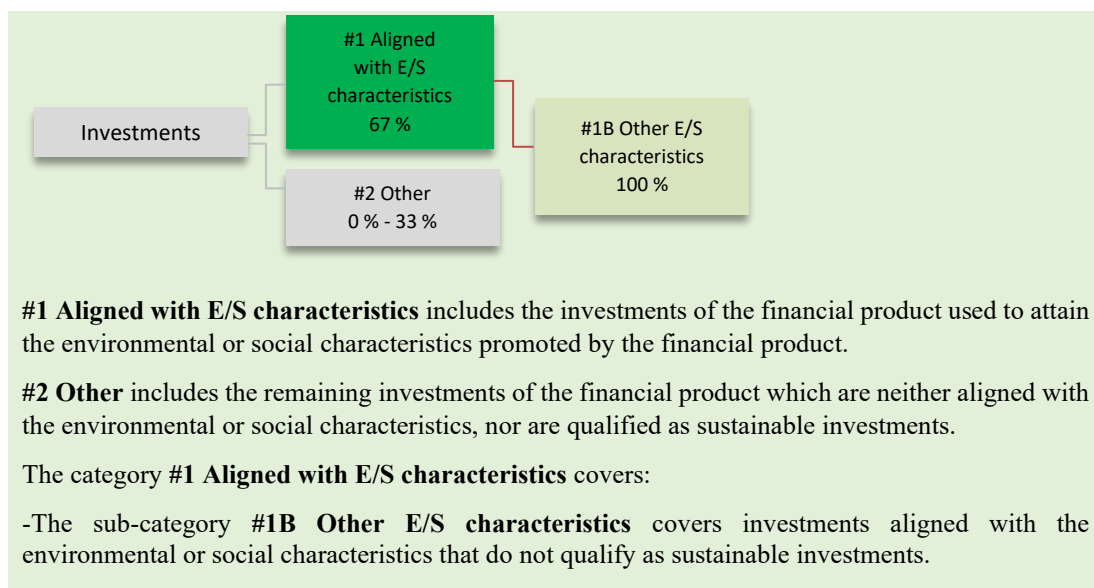 #1 Aligned
with E/S
characteristics
67 %
Investments
#1B Other E/S
characteristics
100 %
#2 Other
0 % - 33 %
#1 Aligned with E/S characteristics includes the investments of the financial product used to attain
the environmental or social characteristics promoted by the financial product.
#2 Other includes the remaining investments of the financial product which are neither aligned with
the environmental or social characteristics, nor are qualified as sustainable investments.
The category #1 Aligned with E/S characteristics covers:
-The sub-category #1B Other E/S characteristics covers investments aligned with the
environmental or social characteristics that do not qualify as sustainable investments.